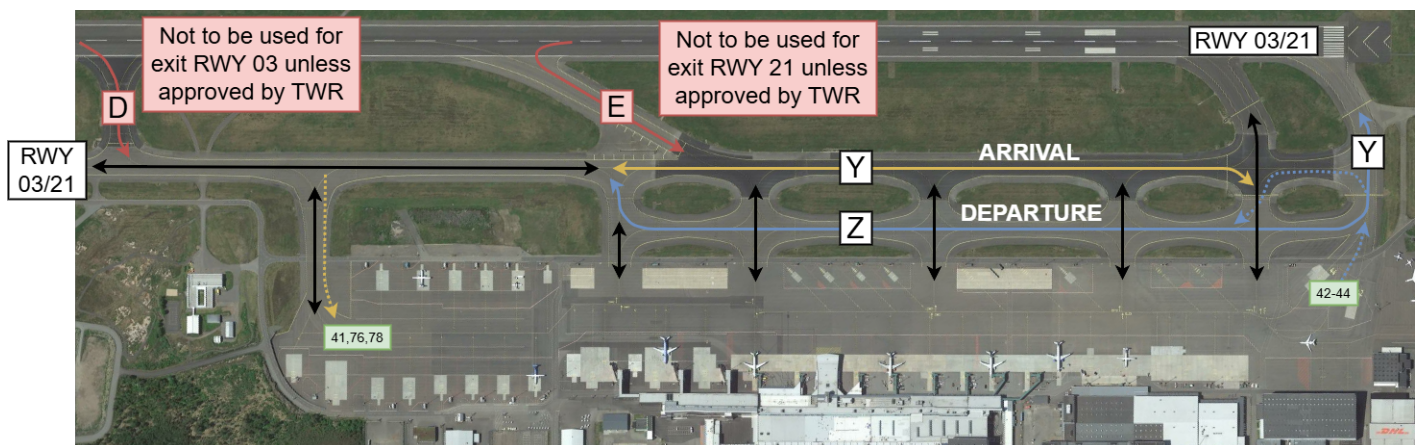 Not to be used for
exit RWY 03 unless
approved by TWR
Not to be used for
exit RWY 21 unless
approved by TWR
RWY 03/21
D
E
RWY
03/21
Y
ARRIVAL
Y
DEPARTURE
Z
42-44
41,76,78
DHL